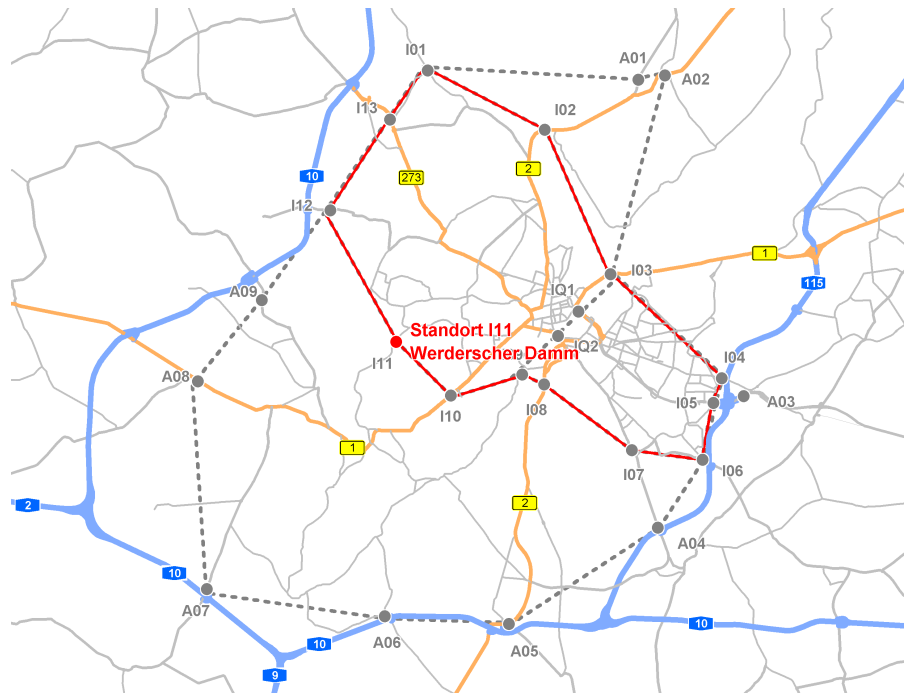 I01
A01
A02
I13
I02
273
2
10
I12
1
I03
115
A09
IQ1
Standort I11
Werderscher Damm
IQ2
I11
I04
A08
I05
A03
I10
I08
1
I07
I06
2
2
A04
10
A07
10
A06
A05
10
9